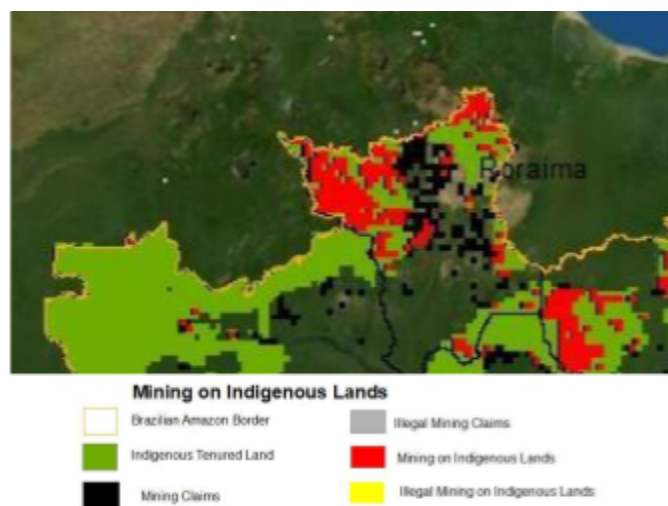 Roraima
Mining on Indigenous Lands
Brazilian Amazon Border
Illegal Mining Claims
Indigenous Tenured Land
Mining on Indigenous Lands
Mining Claims
Illegal Mining on Indigenous Lands